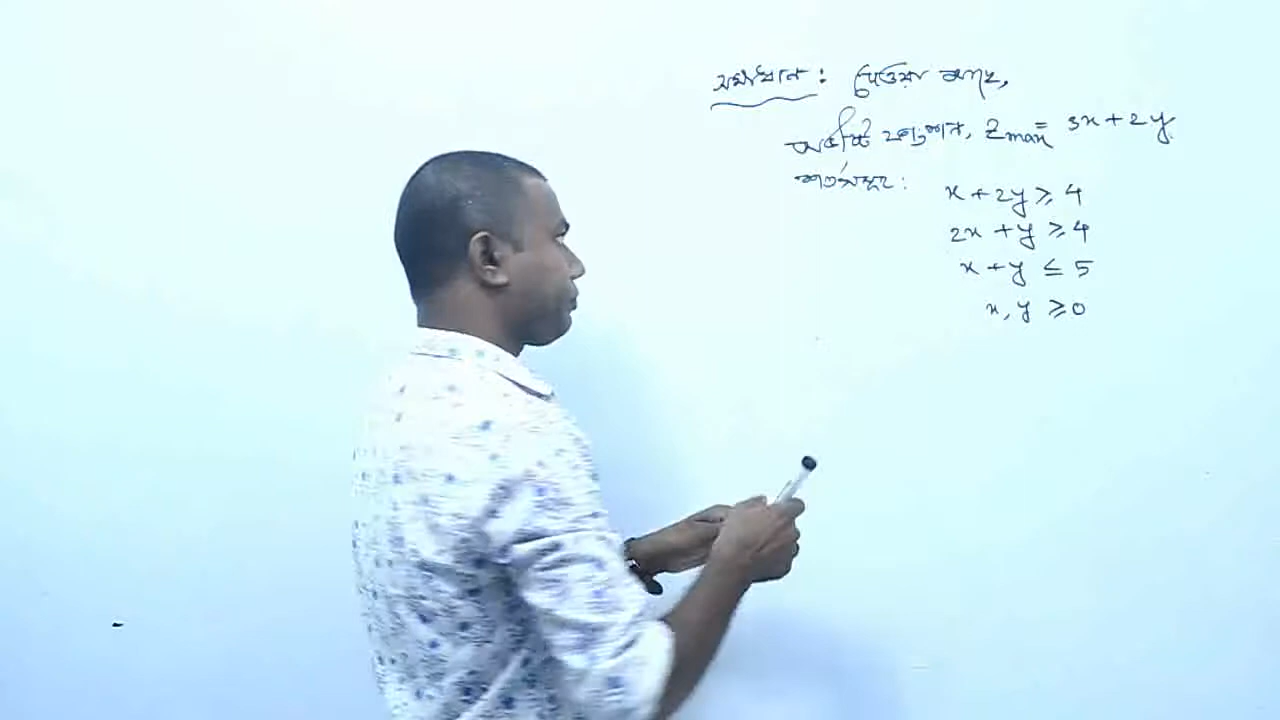 সমাধান : দেওয়া আছে,
অভীষ্ট ফাংশন, Zmax = 3x + 2y
শর্তসমূহ : x + 2y ⩾ 4
2x + y ⩾ 4
x + y ≤ 5
x, y ⩾ 0